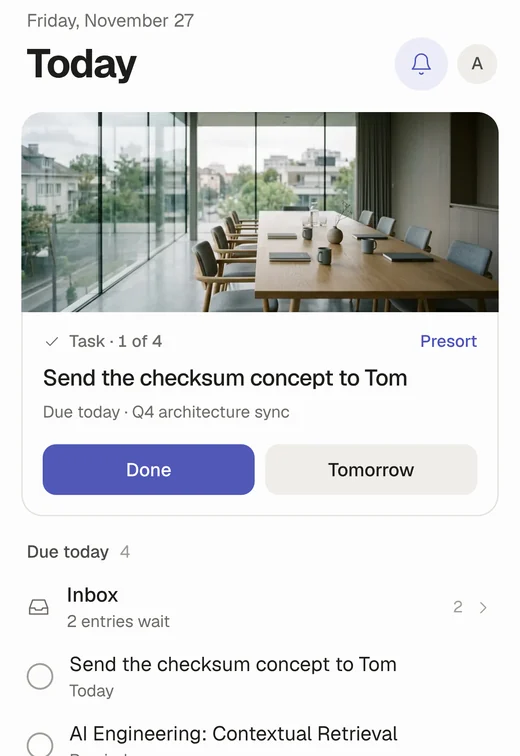 Friday, November 27
Today
A
Task · 1 of 4
Presort
Send the checksum concept to Tom
Due today · Q4 architecture sync
Done
Tomorrow
Due today 4
Inbox
2 entries wait
2
Send the checksum concept to Tom
Today
AI Engineering: Contextual Retrieval